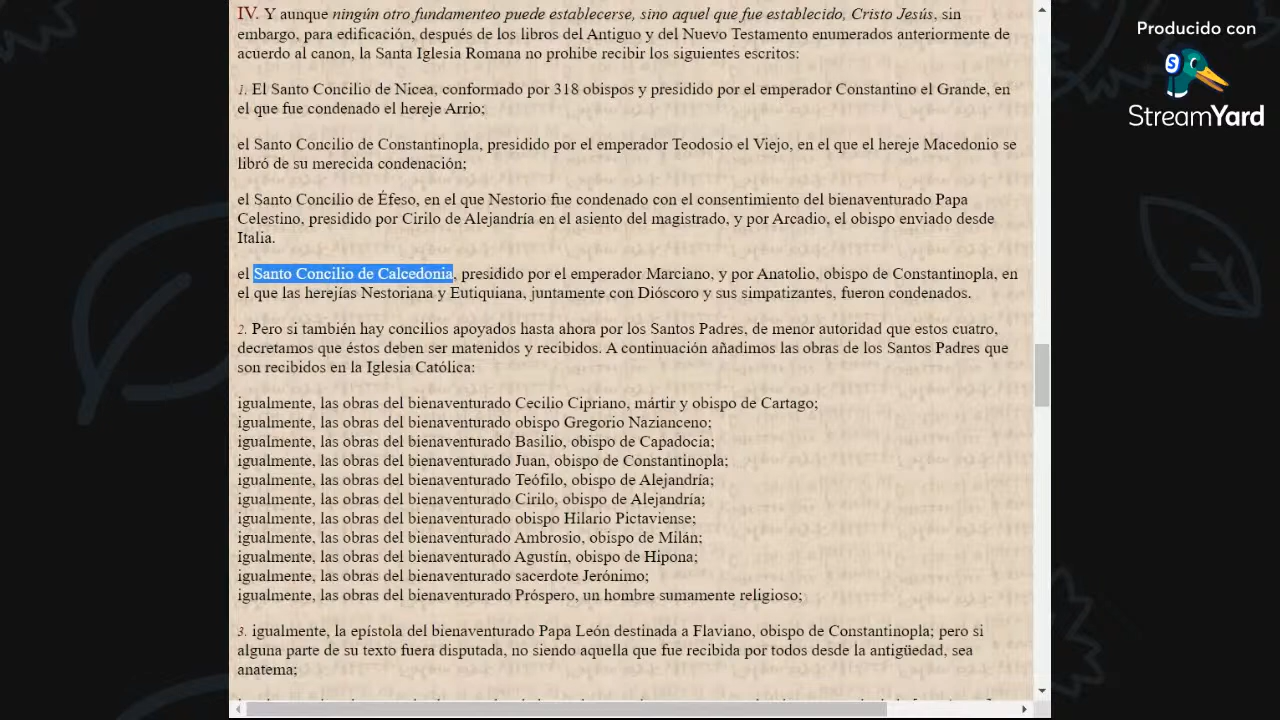 IV. Y aunque ningún otro fundamenteo puede establecerse, sino aquel que fue establecido, Cristo Jesús, sin
embargo, para edificación, después de los libros del Antiguo y del Nuevo Testamento enumerados anteriormente de
acuerdo al canon, la Santa Iglesia Romana no prohibe recibir los siguientes escritos:
1. El Santo Concilio de Nicea, conformado por 318 obispos y presidido por el emperador Constantino el Grande, en
el que fue condenado el hereje Arrio;
el Santo Concilio de Constantinopla, presidido por el emperador Teodosio el Viejo, en el que el hereje Macedonio se
libró de su merecida condenación;
el Santo Concilio de Éfeso, en el que Nestorio fue condenado con el consentimiento del bienaventurado Papa
Celestino, presidido por Cirilo de Alejandría en el asiento del magistrado, y por Arcadio, el obispo enviado desde
Italia.
el Santo Concilio de Calcedonia, presidido por el emperador Marciano, y por Anatolio, obispo de Constantinopla, en
el que las herejías Nestoriana y Eutiquiana, juntamente con Dióscoro y sus simpatizantes, fueron condenados.
2. Pero si también hay concilios apoyados hasta ahora por los Santos Padres, de menor autoridad que estos cuatro,
decretamos que éstos deben ser matenidos y recibidos. A continuación añadimos las obras de los Santos Padres que
son recibidos en la Iglesia Católica:
igualmente, las obras del bienaventurado Cecilio Cipriano, mártir y obispo de Cartago;
igualmente, las obras del bienaventurado obispo Gregorio Nazianceno;
igualmente, las obras del bienaventurado Basilio, obispo de Capadocia;
igualmente, las obras del bienaventurado Juan, obispo de Constantinopla;
igualmente, las obras del bienaventurado Teófilo, obispo de Alejandría;
igualmente, las obras del bienaventurado Cirilo, obispo de Alejandría;
igualmente, las obras del bienaventurado obispo Hilario Pictaviense;
igualmente, las obras del bienaventurado Ambrosio, obispo de Milán;
igualmente, las obras del bienaventurado Agustín, obispo de Hipona;
igualmente, las obras del bienaventurado sacerdote Jerónimo;
igualmente, las obras del bienaventurado Próspero, un hombre sumamente religioso;
3. igualmente, la epístola del bienaventurado Papa León destinada a Flaviano, obispo de Constantinopla; pero si
alguna parte de su texto fuera disputada, no siendo aquella que fue recibida por todos desde la antigüedad, sea
anatema;
Producido con
StreamYard